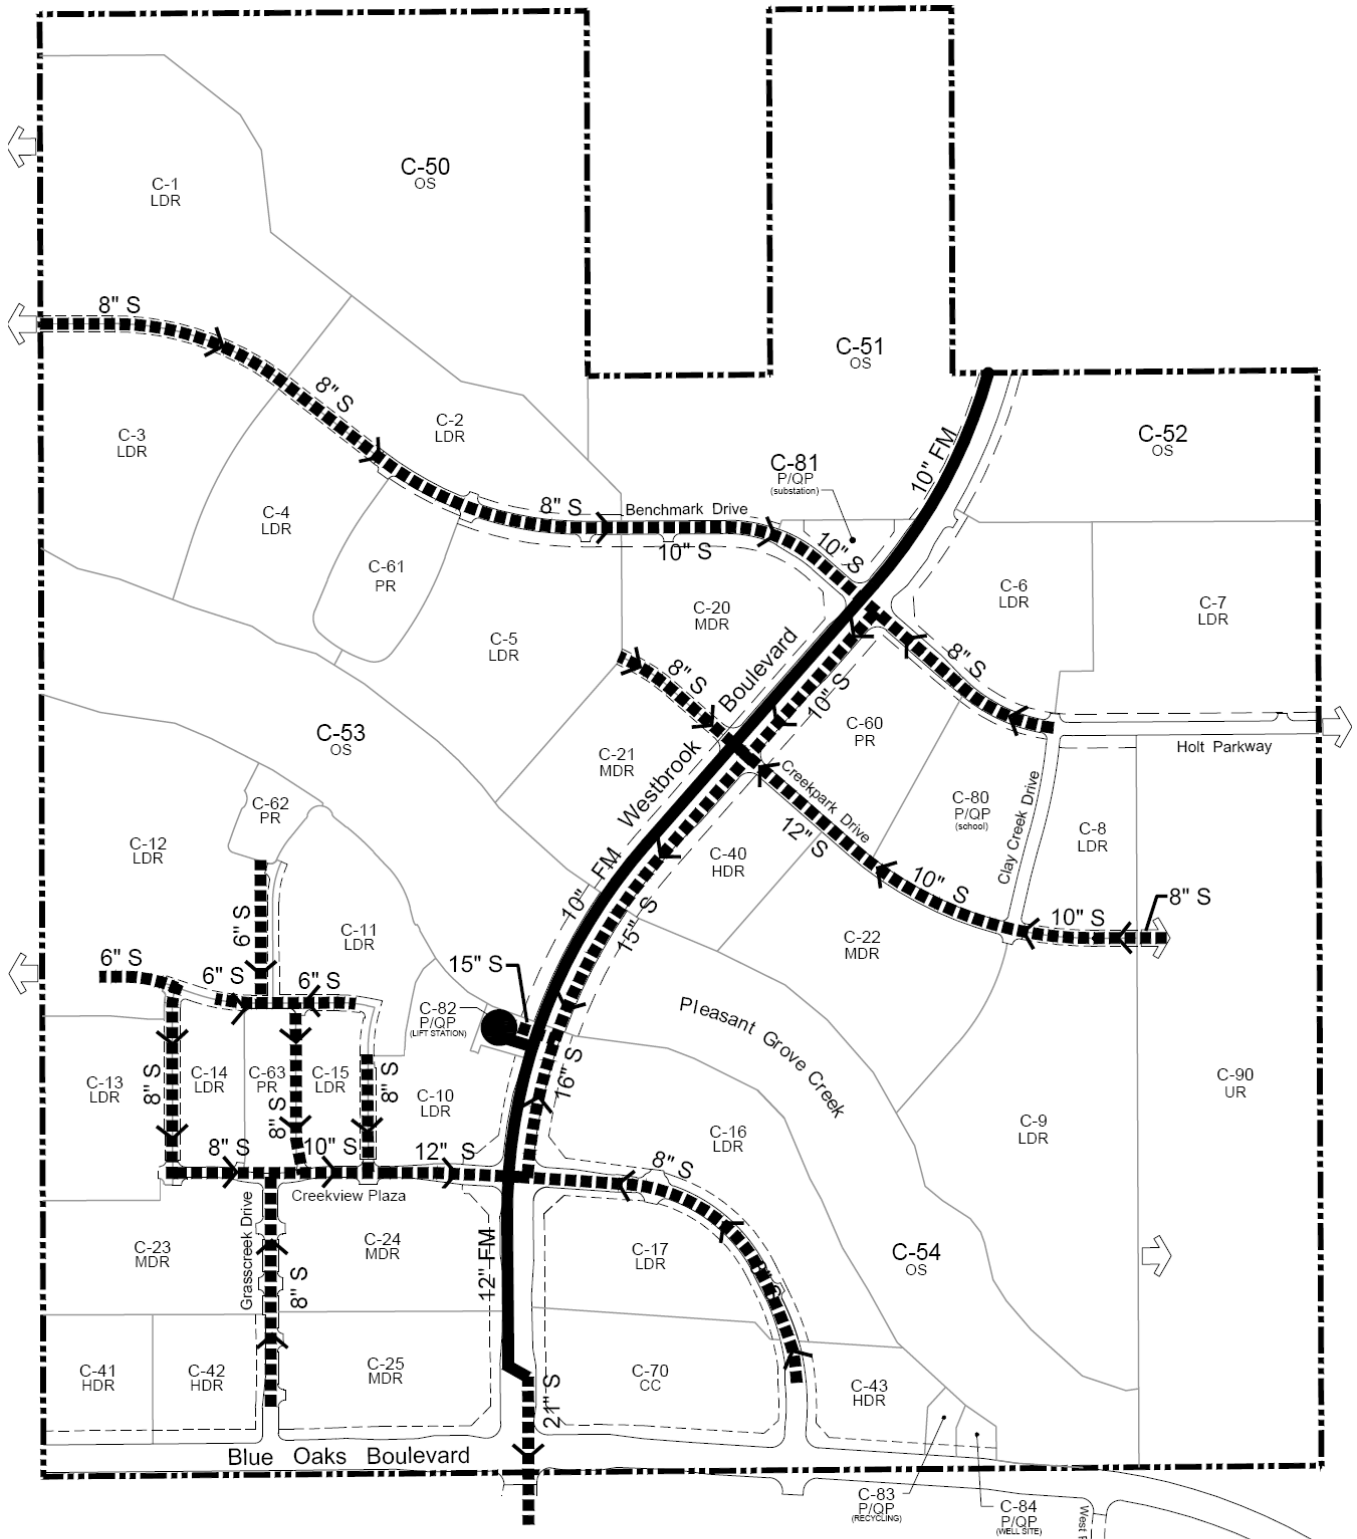 C-1
LDR
C-50
OS
8" S
C-51
OS
8" S
C-3
LDR
C-2
LDR
10" FM
C-52
OS
C-81
P/QP
(substation)
C-4
LDR
8" S
Benchmark Drive
10" S
10" S
C-61
PR
C-6
LDR
C-7
LDR
C-20
MDR
C-5
LDR
8" S
8" S
Westbrook Boulevard
10" S
C-60
PR
C-53
OS
C-21
MDR
Holt Parkway
C-62
PR
Creekpark Drive
C-80
P/QP
(school)
Clay Creek Drive
C-12
LDR
12" S
C-8
LDR
C-40
HDR
10" FM
15" S
10" S
8" S
10" S
6" S
C-11
LDR
C-22
MDR
6" S
6" S
6" S
15" S
C-82
P/QP
(LIFT STATION)
Pleasant Grove Creek
C-13
LDR
8" S
C-14
LDR
C-63
PR
C-15
LDR
8" S
16" S
C-10
LDR
C-90
UR
8" S
C-9
LDR
C-16
LDR
8" S
10" S
12" S
8" S
Creekview Plaza
Grasscreek Drive
C-23
MDR
C-24
MDR
12" FM
C-17
LDR
C-54
OS
8" S
C-41
HDR
C-42
HDR
C-25
MDR
C-70
CC
C-43
HDR
21" S
Blue Oaks Boulevard
C-83
P/QP
(RECYCLING)
C-84
P/QP
(WELL SITE)
West